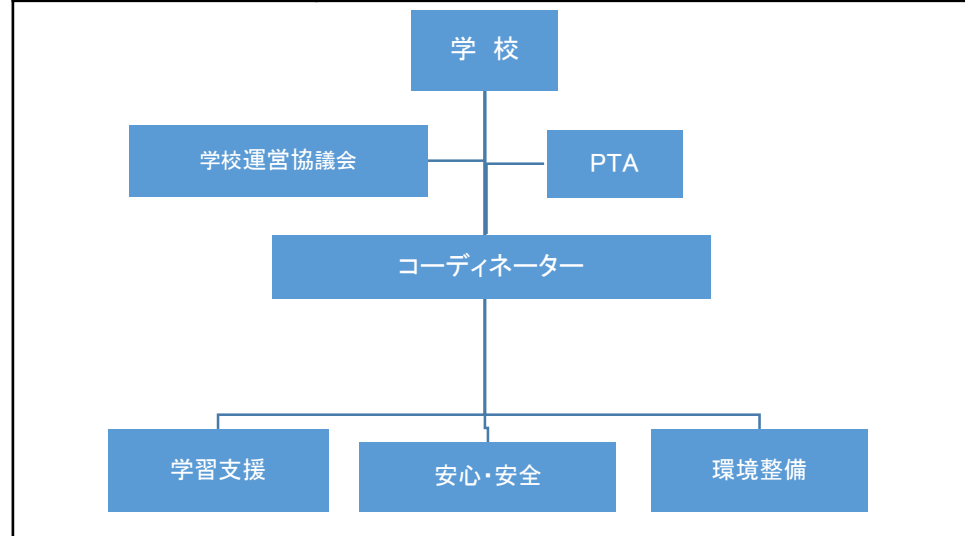 学 校
学校運営協議会
PTA
コーディネーター
学習支援
安心・安全
環境整備